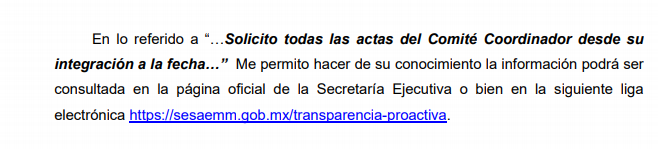 En lo referido a “…Solicito todas las actas del Comité Coordinador desde su
integración a la fecha…” Me permito hacer de su conocimiento la información podrá ser
consultada en la página oficial de la Secretaría Ejecutiva o bien en la siguiente liga
electrónica https://sesaemm.gob.mx/transparencia-proactiva.